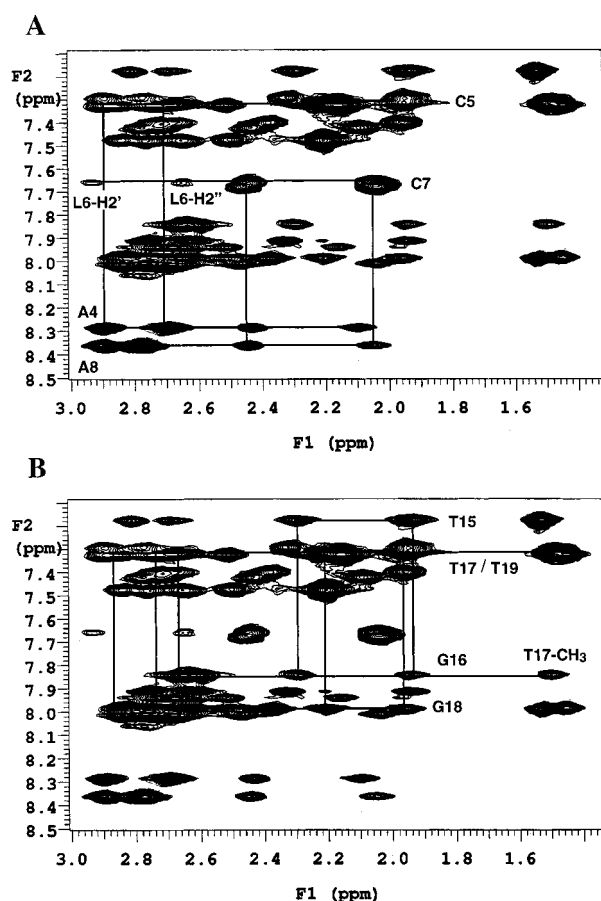 A
F2
(ppm)
7.4
7.5
7.6
7.7
7.8
7.9
8.0
8.1
8.2
8.3
8.4
8.5
C5
L6-H2'
L6-H2"
C7
A4
A8
3.0 2.8 2.6 2.4 2.2 2.0 1.8 1.6
F1 (ppm)
B
F2
(ppm)
7.4
7.5
7.6
7.7
7.8
7.9
8.0
8.1
8.2
8.3
8.4
8.5
T15
T17 / T19
G16
T17-CH3
G18
3.0 2.8 2.6 2.4 2.2 2.0 1.8 1.6
F1 (ppm)